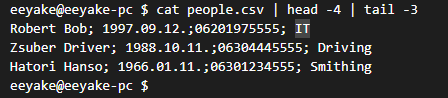 eeyake@eeyake-pc ~ $ cat people.csv | head -4 | tail -3
Robert Bob; 1997.09.12.;06201975555; IT
Zsuber Driver; 1988.10.11.;06304445555; Driving
Hatori Hanso; 1966.01.11.;06301234555; Smithing
eeyake@eeyake-pc ~ $